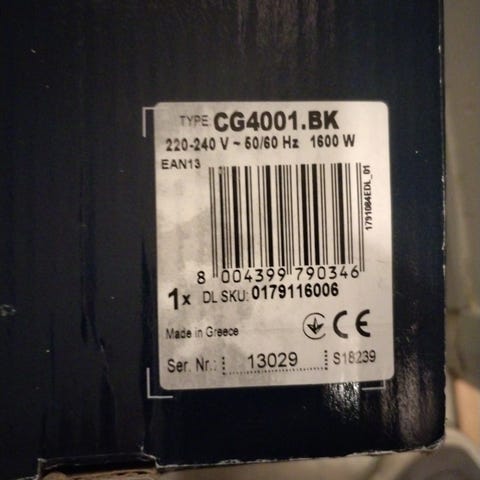 TYPE CG4001.BK
220-240 V ~ 50/60 Hz 1600 W
EAN13
1791084EDL_01
8 004399 790346
1x DL SKU: 0179116006
Made in Greece
CE
Ser. Nr.: 13029 S18239